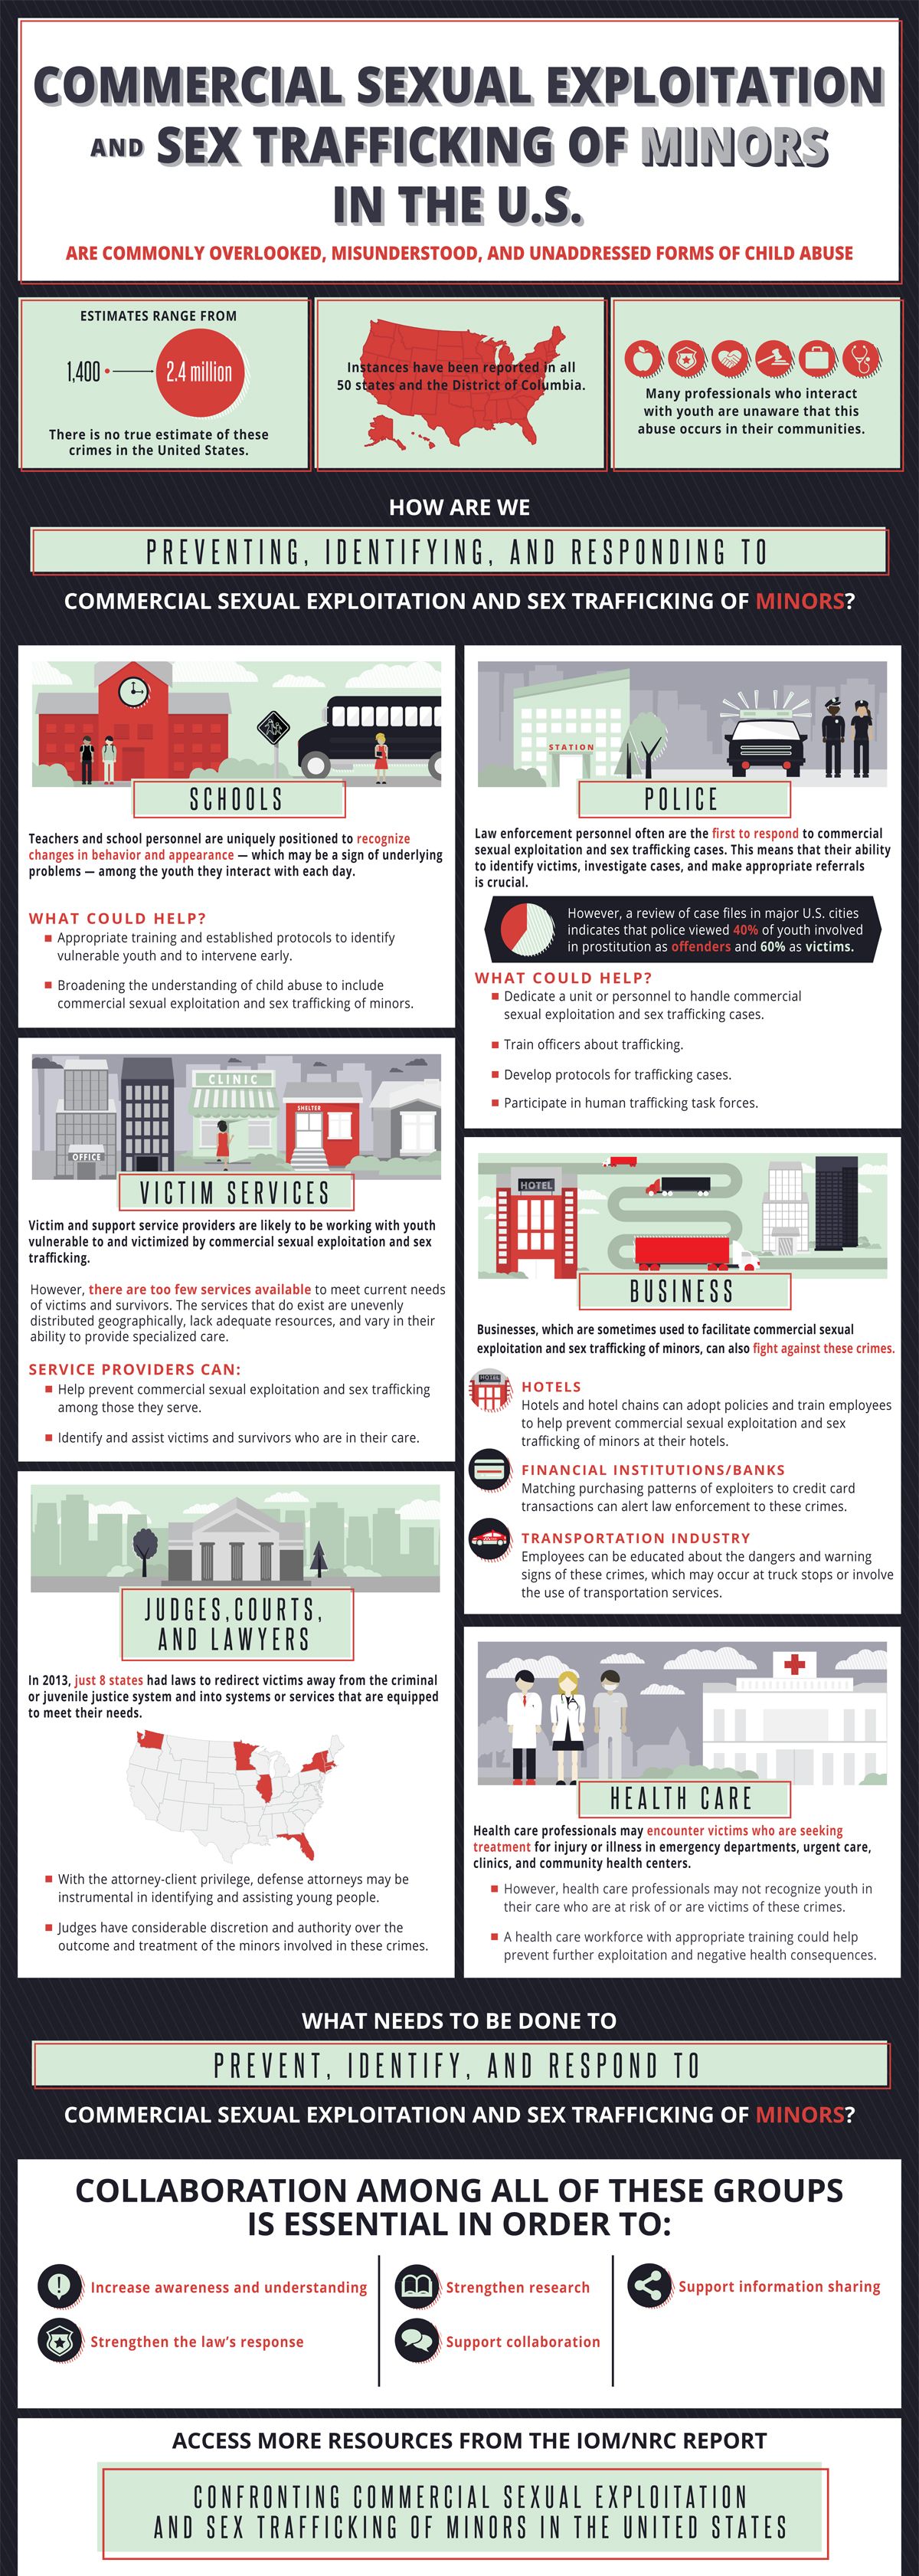 COMMERCIAL SEXUAL EXPLOITATION
AND SEX TRAFFICKING OF MINORS
IN THE U.S.
ARE COMMONLY OVERLOOKED, MISUNDERSTOOD, AND UNADDRESSED FORMS OF CHILD ABUSE
ESTIMATES RANGE FROM
1,400
2.4 million
There is no true estimate of these
crimes in the United States.
Instances have been reported in all
50 states and the District of Columbia.
Many professionals who interact
with youth are unaware that this
abuse occurs in their communities.
HOW ARE WE
PREVENTING, IDENTIFYING, AND RESPONDING TO
COMMERCIAL SEXUAL EXPLOITATION AND SEX TRAFFICKING OF MINORS?
SCHOOLS
Teachers and school personnel are uniquely positioned to recognize
changes in behavior and appearance — which may be a sign of underlying
problems — among the youth they interact with each day.
WHAT COULD HELP?
Appropriate training and established protocols to identify
vulnerable youth and to intervene early.
Broadening the understanding of child abuse to include
commercial sexual exploitation and sex trafficking of minors.
STATION
POLICE
Law enforcement personnel often are the first to respond to commercial
sexual exploitation and sex trafficking cases. This means that their ability
to identify victims, investigate cases, and make appropriate referrals
is crucial.
However, a review of case files in major U.S. cities
indicates that police viewed 40% of youth involved
in prostitution as offenders and 60% as victims.
WHAT COULD HELP?
Dedicate a unit or personnel to handle commercial
sexual exploitation and sex trafficking cases.
Train officers about trafficking.
Develop protocols for trafficking cases.
Participate in human trafficking task forces.
OFFICE
CLINIC
SHELTER
VICTIM SERVICES
Victim and support service providers are likely to be working with youth
vulnerable to and victimized by commercial sexual exploitation and sex
trafficking.
However, there are too few services available to meet current needs
of victims and survivors. The services that do exist are unevenly
distributed geographically, lack adequate resources, and vary in their
ability to provide specialized care.
SERVICE PROVIDERS CAN:
Help prevent commercial sexual exploitation and sex trafficking
among those they serve.
Identify and assist victims and survivors who are in their care.
HOTEL
BUSINESS
Businesses, which are sometimes used to facilitate commercial sexual
exploitation and sex trafficking of minors, can also fight against these crimes.
HOTEL
HOTELS
Hotels and hotel chains can adopt policies and train employees
to help prevent commercial sexual exploitation and sex
trafficking of minors at their hotels.
FINANCIAL INSTITUTIONS/BANKS
Matching purchasing patterns of exploiters to credit card
transactions can alert law enforcement to these crimes.
TRANSPORTATION INDUSTRY
Employees can be educated about the dangers and warning
signs of these crimes, which may occur at truck stops or involve
the use of transportation services.
JUDGES,COURTS,
AND LAWYERS
In 2013, just 8 states had laws to redirect victims away from the criminal
or juvenile justice system and into systems or services that are equipped
to meet their needs.
With the attorney-client privilege, defense attorneys may be
instrumental in identifying and assisting young people.
Judges have considerable discretion and authority over the
outcome and treatment of the minors involved in these crimes.
HEALTH CARE
Health care professionals may encounter victims who are seeking
treatment for injury or illness in emergency departments, urgent care,
clinics, and community health centers.
However, health care professionals may not recognize youth in
their care who are at risk of or are victims of these crimes.
A health care workforce with appropriate training could help
prevent further exploitation and negative health consequences.
WHAT NEEDS TO BE DONE TO
PREVENT, IDENTIFY, AND RESPOND TO
COMMERCIAL SEXUAL EXPLOITATION AND SEX TRAFFICKING OF MINORS?
COLLABORATION AMONG ALL OF THESE GROUPS
IS ESSENTIAL IN ORDER TO:
Increase awareness and understanding
Strengthen the law's response
Strengthen research
Support collaboration
Support information sharing
ACCESS MORE RESOURCES FROM THE IOM/NRC REPORT
CONFRONTING COMMERCIAL SEXUAL EXPLOITATION
AND SEX TRAFFICKING OF MINORS IN THE UNITED STATES